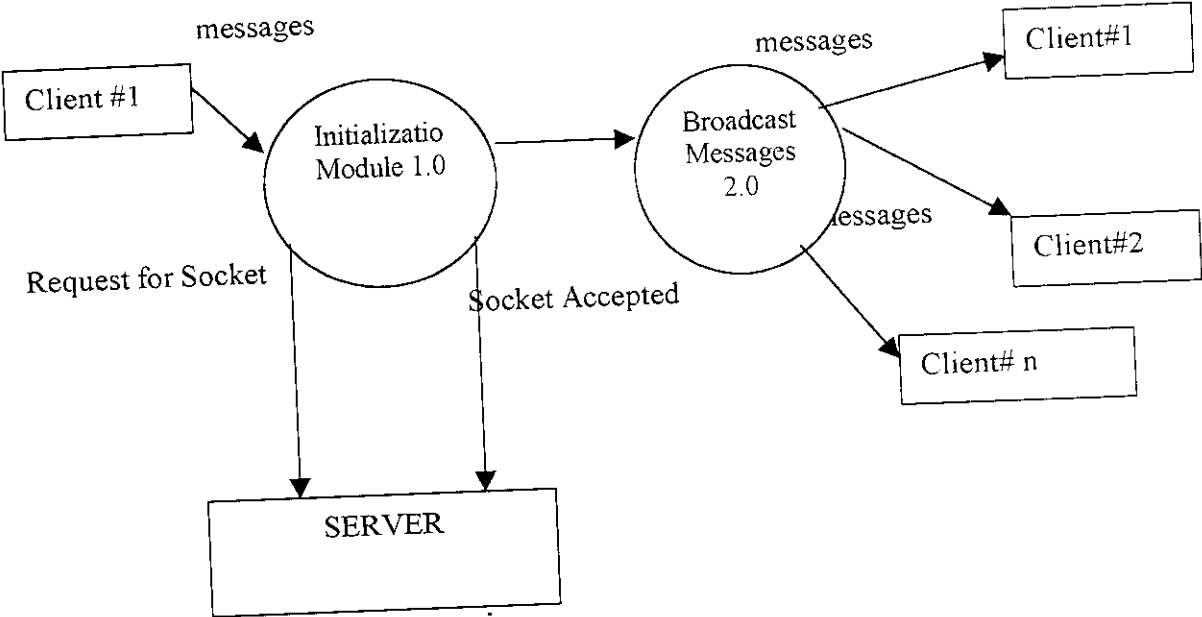 messages
Client #1
Initializatio
Module 1.0
Request for Socket
Socket Accepted
SERVER
messages
Broadcast
Messages
2.0
essages
Client#1
Client#2
Client# n